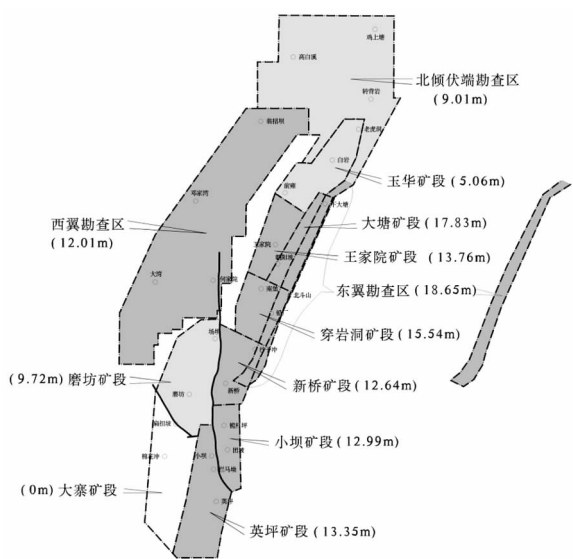 鸡上塘
高白溪
北倾伏端勘查区
(9.01m)
转背岩
老虎洞
白岩
玉华矿段 (5.06m)
大塘矿段 (17.83m)
邓家湾
西翼勘查区
(12.01m)
王家院
王家院矿段 (13.76m)
东翼勘查区 (18.65m)
大湾
北斗山
穿岩洞矿段 (15.54m)
新桥矿段 (12.64m)
(9.72m) 磨坊矿段
磨坊
新桥
小坝矿段 (12.99m)
小坝
(0m) 大寨矿段
英坪
英坪矿段 (13.35m)